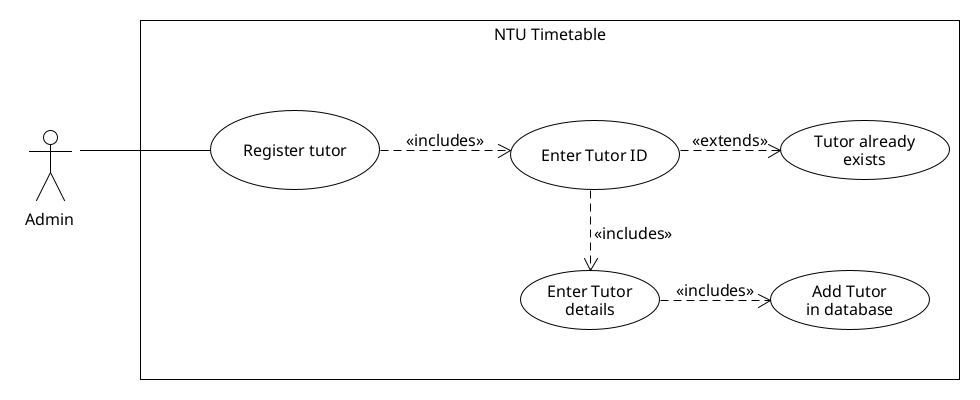 NTU Timetable
Register tutor
«includes»
Enter Tutor ID
«extends»
Tutor already
exists
Admin
«includes»
Enter Tutor
details
«includes»
Add Tutor
in database